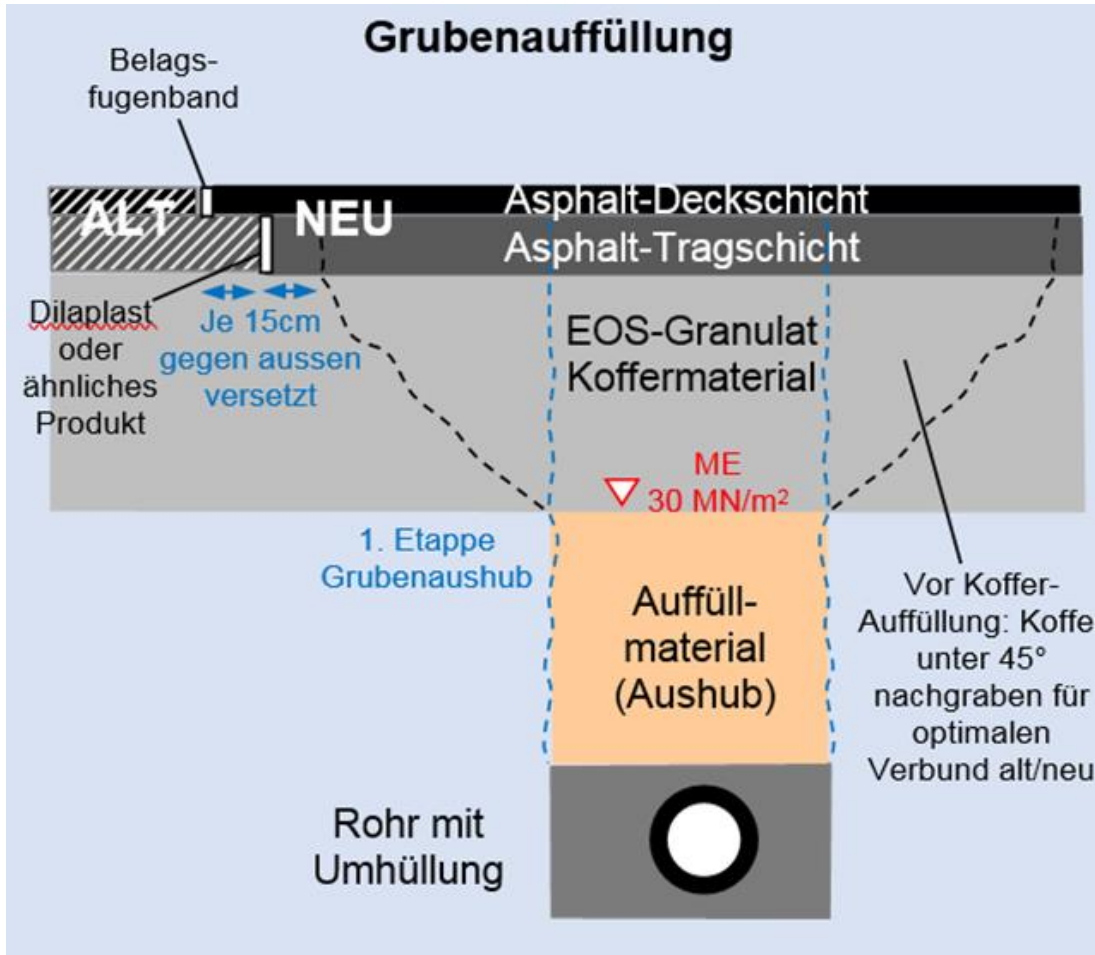 Grubenauffüllung
Belags-
fugenband
ALT
NEU
Asphalt-Deckschicht
Asphalt-Tragschicht
Dilaplast
oder
ähnliches
Produkt
Je 15cm
gegen aussen
versetzt
EOS-Granulat
Koffermaterial
ME
30 MN/m²
1. Etappe
Grubenaushub
Auffüll-
material
(Aushub)
Vor Koffer-
Auffüllung: Koffe
unter 45°
nachgraben für
optimalen
Verbund alt/neu
Rohr mit
Umhüllung